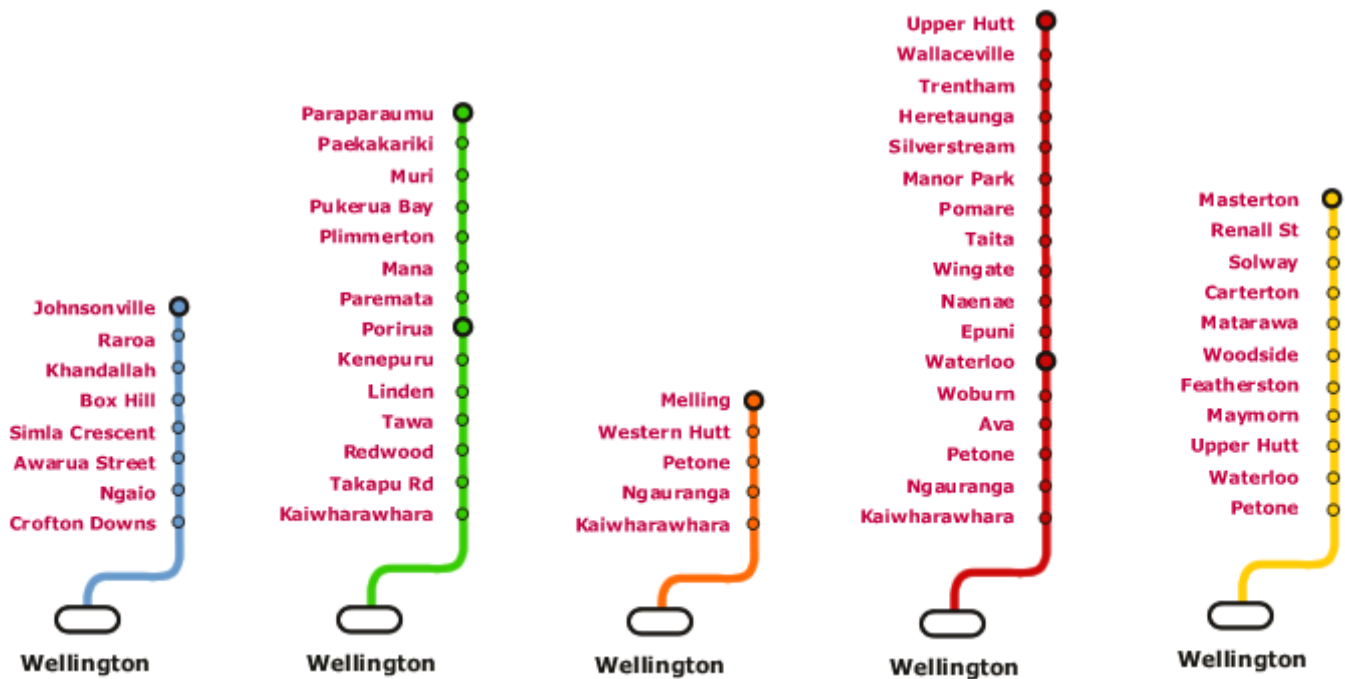 Johnsonville
Raroa
Khandallah
Box Hill
Simla Crescent
Awarua Street
Ngaio
Crofton Downs
Wellington
Paraparaumu
Paekakariki
Muri
Pukerua Bay
Plimmerton
Mana
Paremata
Porirua
Kenepuru
Linden
Tawa
Redwood
Takapu Rd
Kaiwharawhara
Wellington
Melling
Western Hutt
Petone
Ngauranga
Kaiwharawhara
Wellington
Upper Hutt
Wallaceville
Trentham
Heretaunga
Silverstream
Manor Park
Pomare
Taita
Wingate
Naenae
Epuni
Waterloo
Woburn
Ava
Petone
Ngauranga
Kaiwharawhara
Wellington
Masterton
Renall St
Solway
Carterton
Matarawa
Woodside
Featherston
Maymorn
Upper Hutt
Waterloo
Petone
Wellington